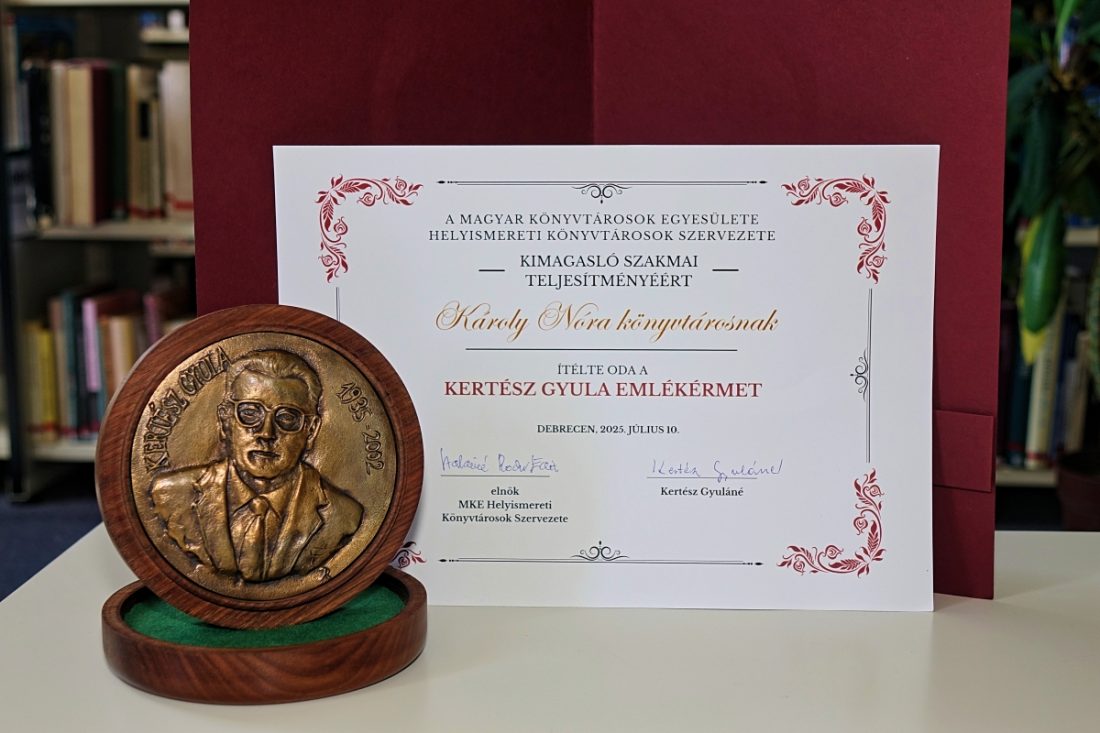 A MAGYAR KÖNYVTÁROSOK EGYESÜLETE
HELYISMERETI KÖNYVTÁROSOK SZERVEZETE
KIMAGASLÓ SZAKMAI
TELJESÍTMÉNYÉÉRT
Károly Nóra könyvtárosnak
ÍTÉLTE ODA A
KERTÉSZ GYULA EMLÉKÉRMET
DEBRECEN, 2025. JÚLIUS 10.
elnök
MKE Helyismereti
Könyvtárosok Szervezete
Kertész Gyuláné
Kertész Gyuláné
KERTÉSZ GYULA
1935-2002